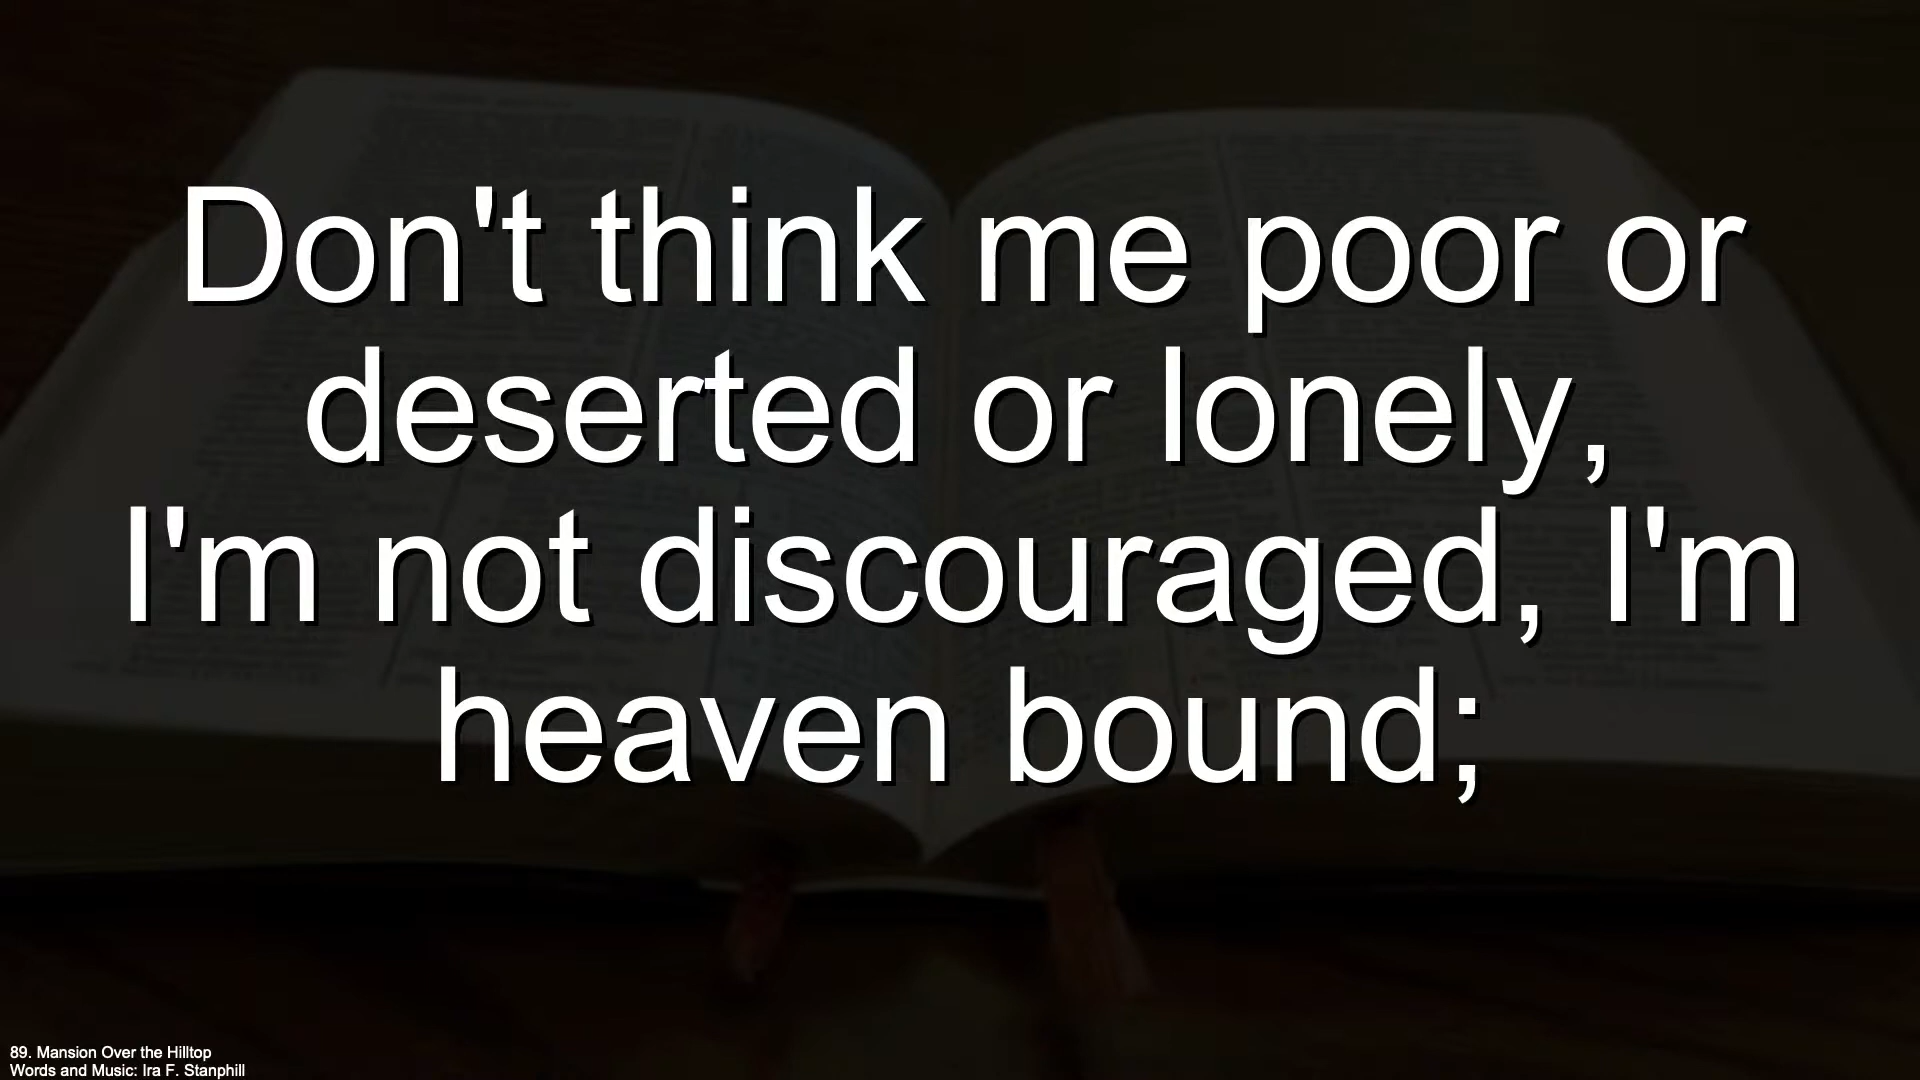 Don't think me poor or
deserted or lonely,
I'm not discouraged, I'm
heaven bound;
89. Mansion Over the Hilltop
Words and Music: Ira F. Stanphill